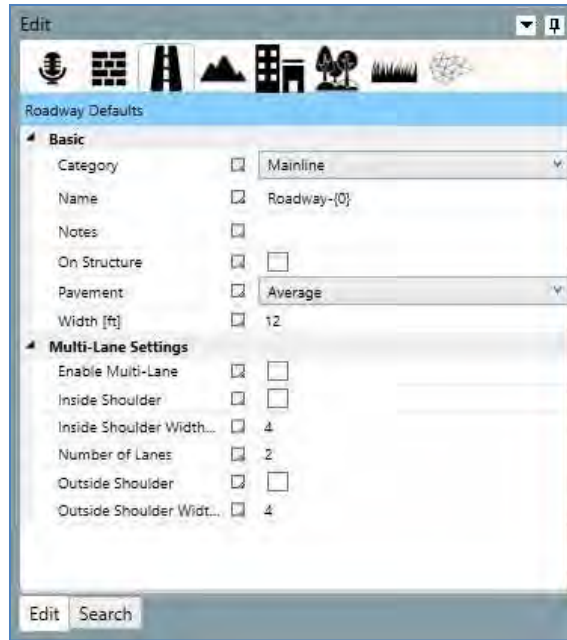 Edit
Roadway Defaults
Basic
Category Mainline
Name Roadway-{0}
Notes
On Structure
Pavement Average
Width [ft] 12
Multi-Lane Settings
Enable Multi-Lane
Inside Shoulder
Inside Shoulder Width... 4
Number of Lanes 2
Outside Shoulder
Outside Shoulder Widt... 4
Edit Search